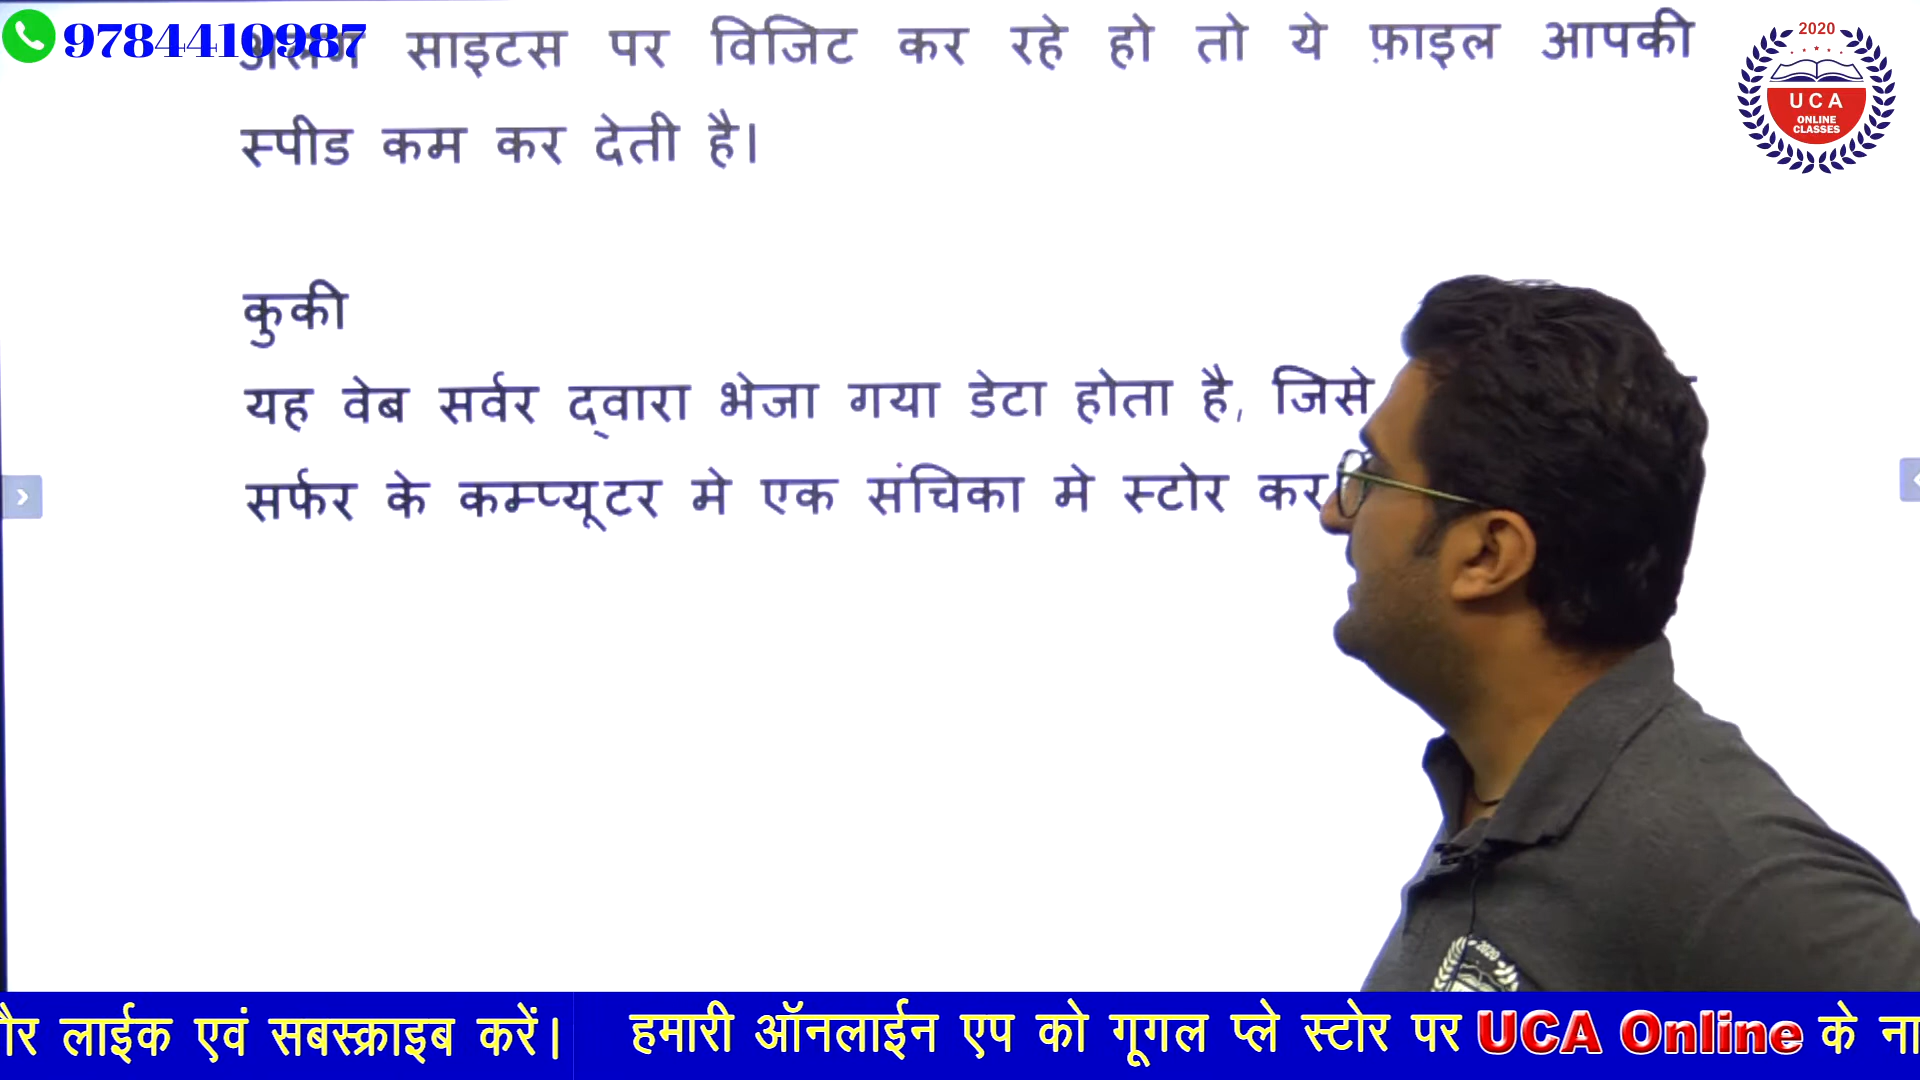 9784410987
साइटस पर विजिट कर रहे हो तो ये फ़ाइल आपकी
स्पीड कम कर देती है।
2020
UCA
ONLINE
CLASSES
कुकी
यह वेब सर्वर द्वारा भेजा गया डेटा होता है, जिसे
सर्फर के कम्प्यूटर मे एक संचिका मे स्टोर कर
2020
लाईक एवं सबस्क्राइब करें। हमारी ऑनलाईन एप को गूगल प्ले स्टोर पर UCA Online के ना